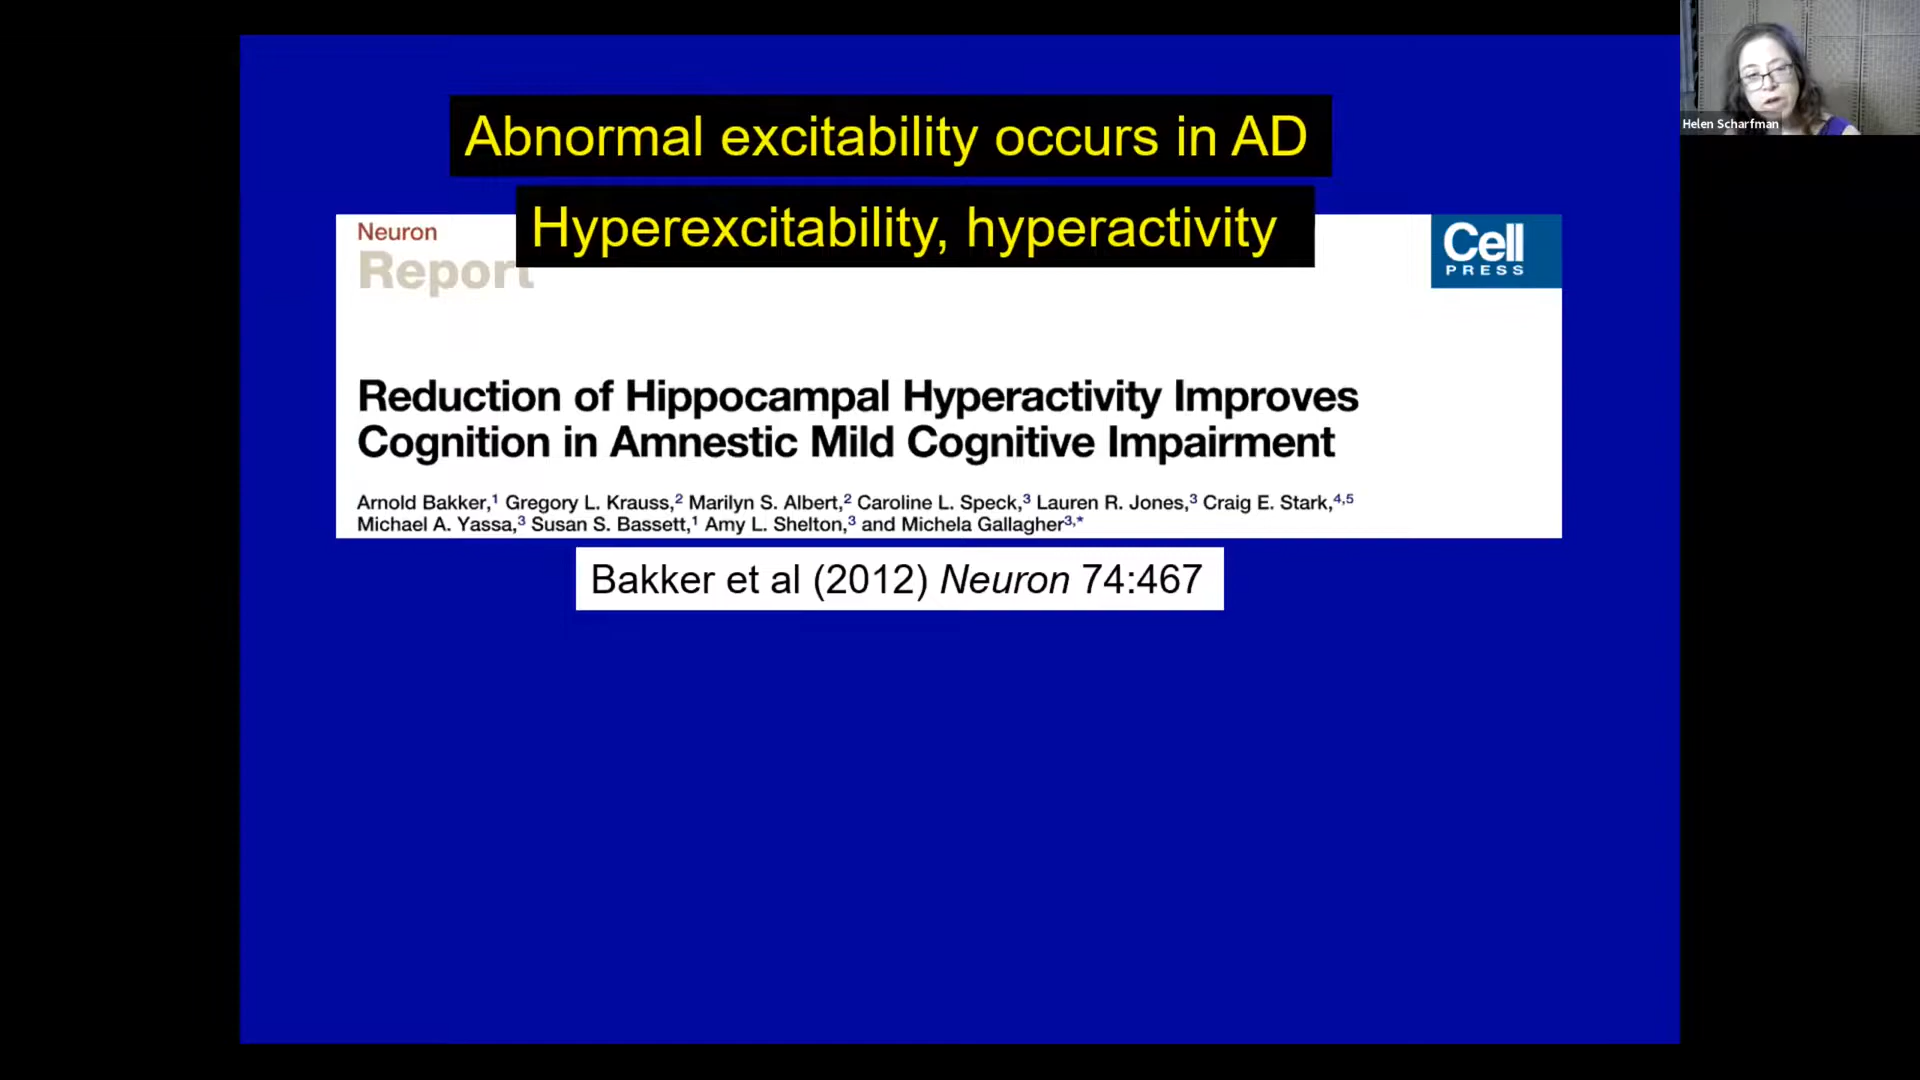 Abnormal excitability occurs in AD
Hyperexcitability, hyperactivity
Neuron
Report
Cell
PRESS
Reduction of Hippocampal Hyperactivity Improves
Cognition in Amnestic Mild Cognitive Impairment
Arnold Bakker,¹ Gregory L. Krauss,² Marilyn S. Albert,² Caroline L. Speck,³ Lauren R. Jones,³ Craig E. Stark,⁴,⁵
Michael A. Yassa,³ Susan S. Bassett,¹ Amy L. Shelton,³ and Michela Gallagher³,*
Bakker et al (2012) Neuron 74:467
Helen Scharfman